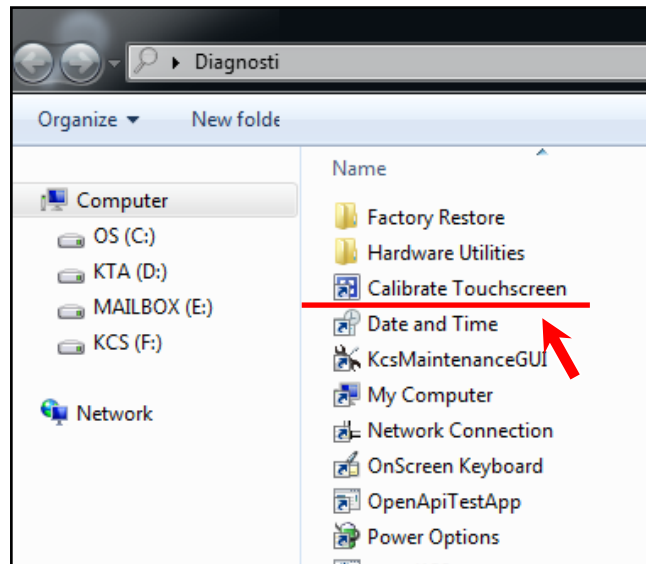 Diagnosti
Organize New folde
Name
Computer
OS (C:)
KTA (D:)
MAILBOX (E:)
KCS (F:)
Network
Factory Restore
Hardware Utilities
Calibrate Touchscreen
Date and Time
KcsMaintenanceGUI
My Computer
Network Connection
OnScreen Keyboard
OpenApiTestApp
Power Options